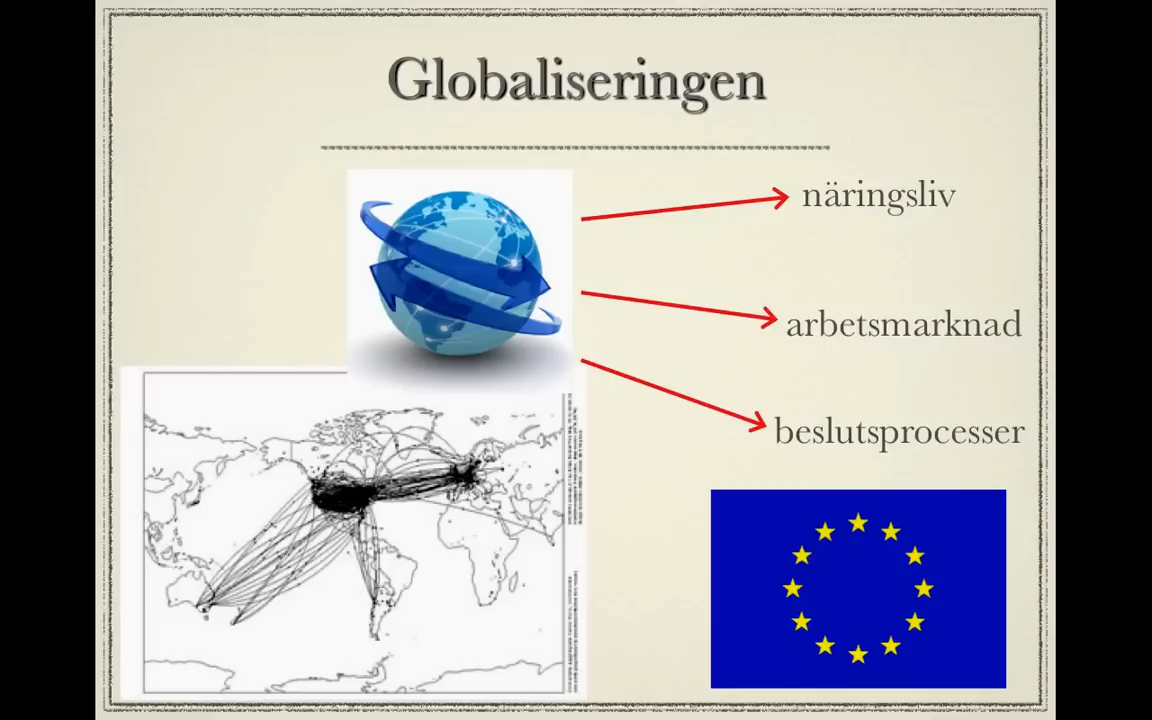 Globaliseringen
näringsliv
arbetsmarknad
beslutsprocesser